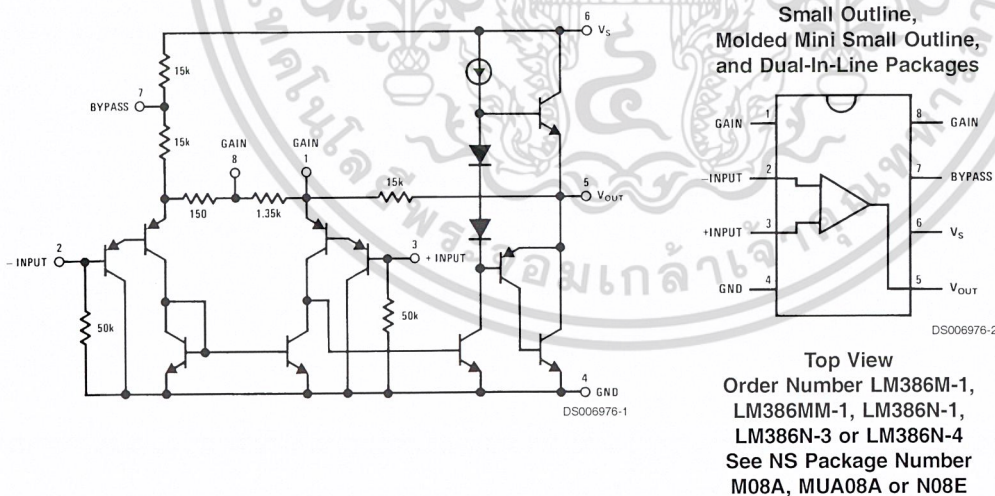 Small Outline,
Molded Mini Small Outline,
and Dual-In-Line Packages
6
VS
15k
7
BYPASS
15k
GAIN
8
GAIN
1
150
1.35k
15k
5
VOUT
2
– INPUT
3
+ INPUT
50k
50k
4
GND
DS006976-1
GAIN
1
8
GAIN
–INPUT
2
7
BYPASS
+INPUT
3
6
VS
GND
4
5
VOUT
DS006976-2
Top View
Order Number LM386M-1,
LM386MM-1, LM386N-1,
LM386N-3 or LM386N-4
See NS Package Number
M08A, MUA08A or N08E